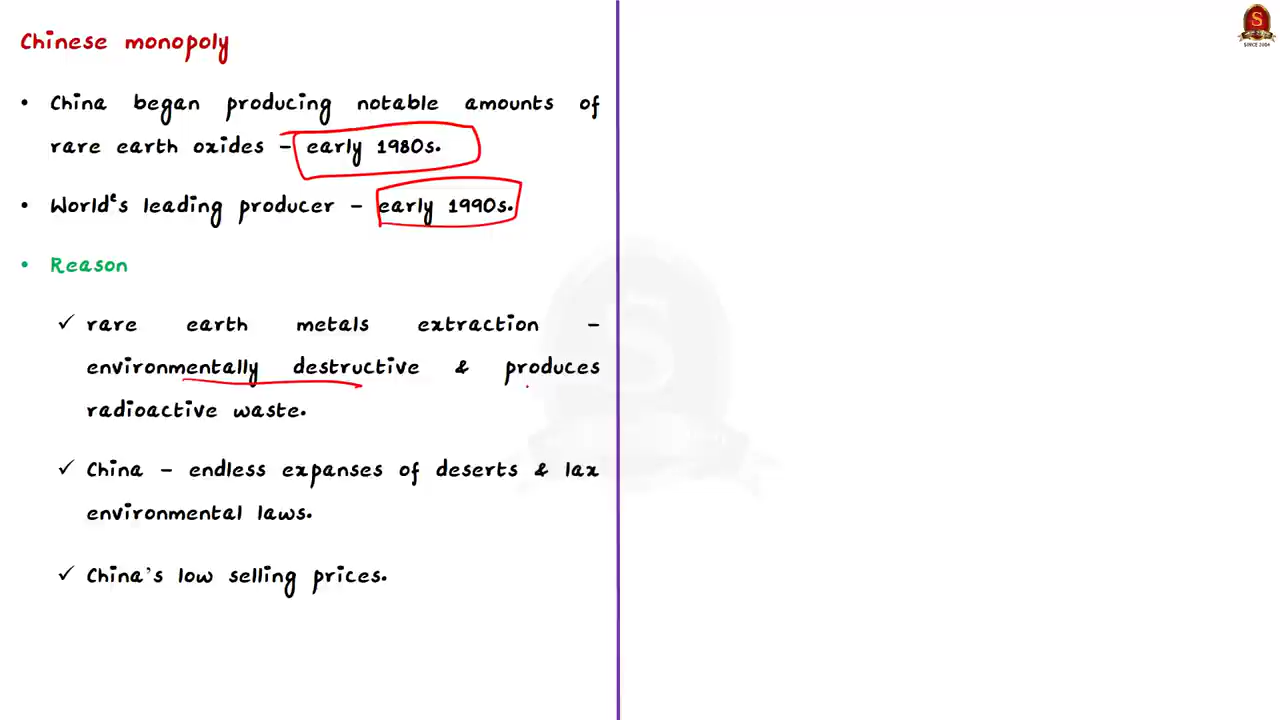 Chinese monopoly
• China began producing notable amounts of
rare earth oxides – early 1980s.
• World's leading producer – early 1990s.
• Reason
✓ rare earth metals extraction –
environmentally destructive & produces
radioactive waste.
✓ China – endless expanses of deserts & lax
environmental laws.
✓ China's low selling prices.
S
SINCE 2004
S